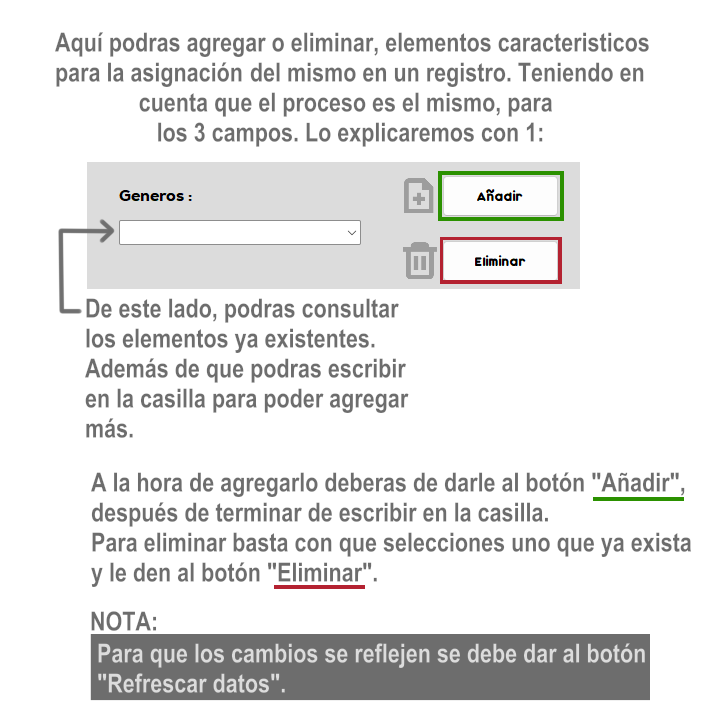 Aquí podras agregar o eliminar, elementos caracteristicos
para la asignación del mismo en un registro. Teniendo en
cuenta que el proceso es el mismo, para
los 3 campos. Lo explicaremos con 1:
Generos :
Añadir
Eliminar
De este lado, podras consultar
los elementos ya existentes.
Además de que podras escribir
en la casilla para poder agregar
más.
A la hora de agregarlo deberas de darle al botón "Añadir",
después de terminar de escribir en la casilla.
Para eliminar basta con que selecciones uno que ya exista
y le den al botón "Eliminar".
NOTA:
Para que los cambios se reflejen se debe dar al botón
"Refrescar datos".